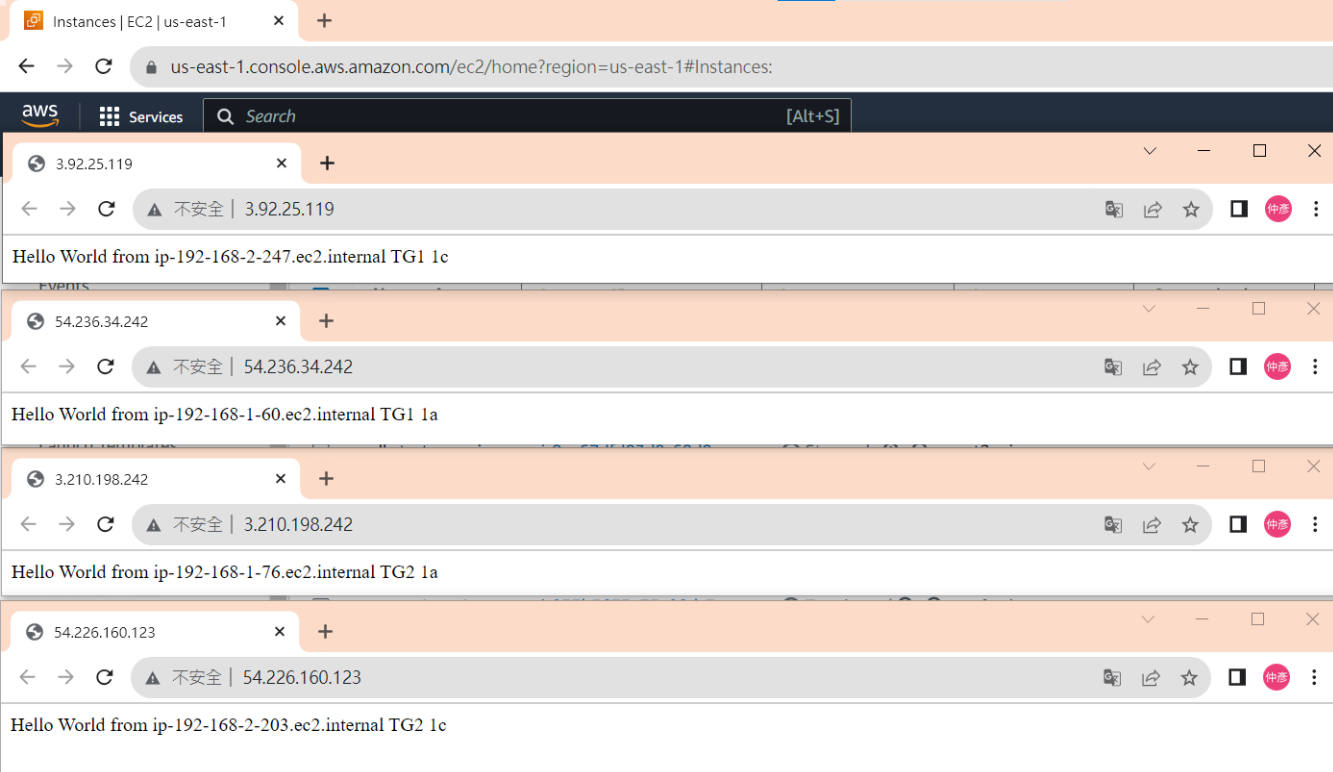 Instances | EC2 | us-east-1
us-east-1.console.aws.amazon.com/ec2/home?region=us-east-1#Instances:
aws Services Search [Alt+S]
3.92.25.119
不安全 3.92.25.119 仲彥
Hello World from ip-192-168-2-247.ec2.internal TG1 1c
Events
54.236.34.242
不安全 54.236.34.242 仲彥
Hello World from ip-192-168-1-60.ec2.internal TG1 1a
3.210.198.242
不安全 3.210.198.242 仲彥
Hello World from ip-192-168-1-76.ec2.internal TG2 1a
54.226.160.123
不安全 54.226.160.123 仲彥
Hello World from ip-192-168-2-203.ec2.internal TG2 1c